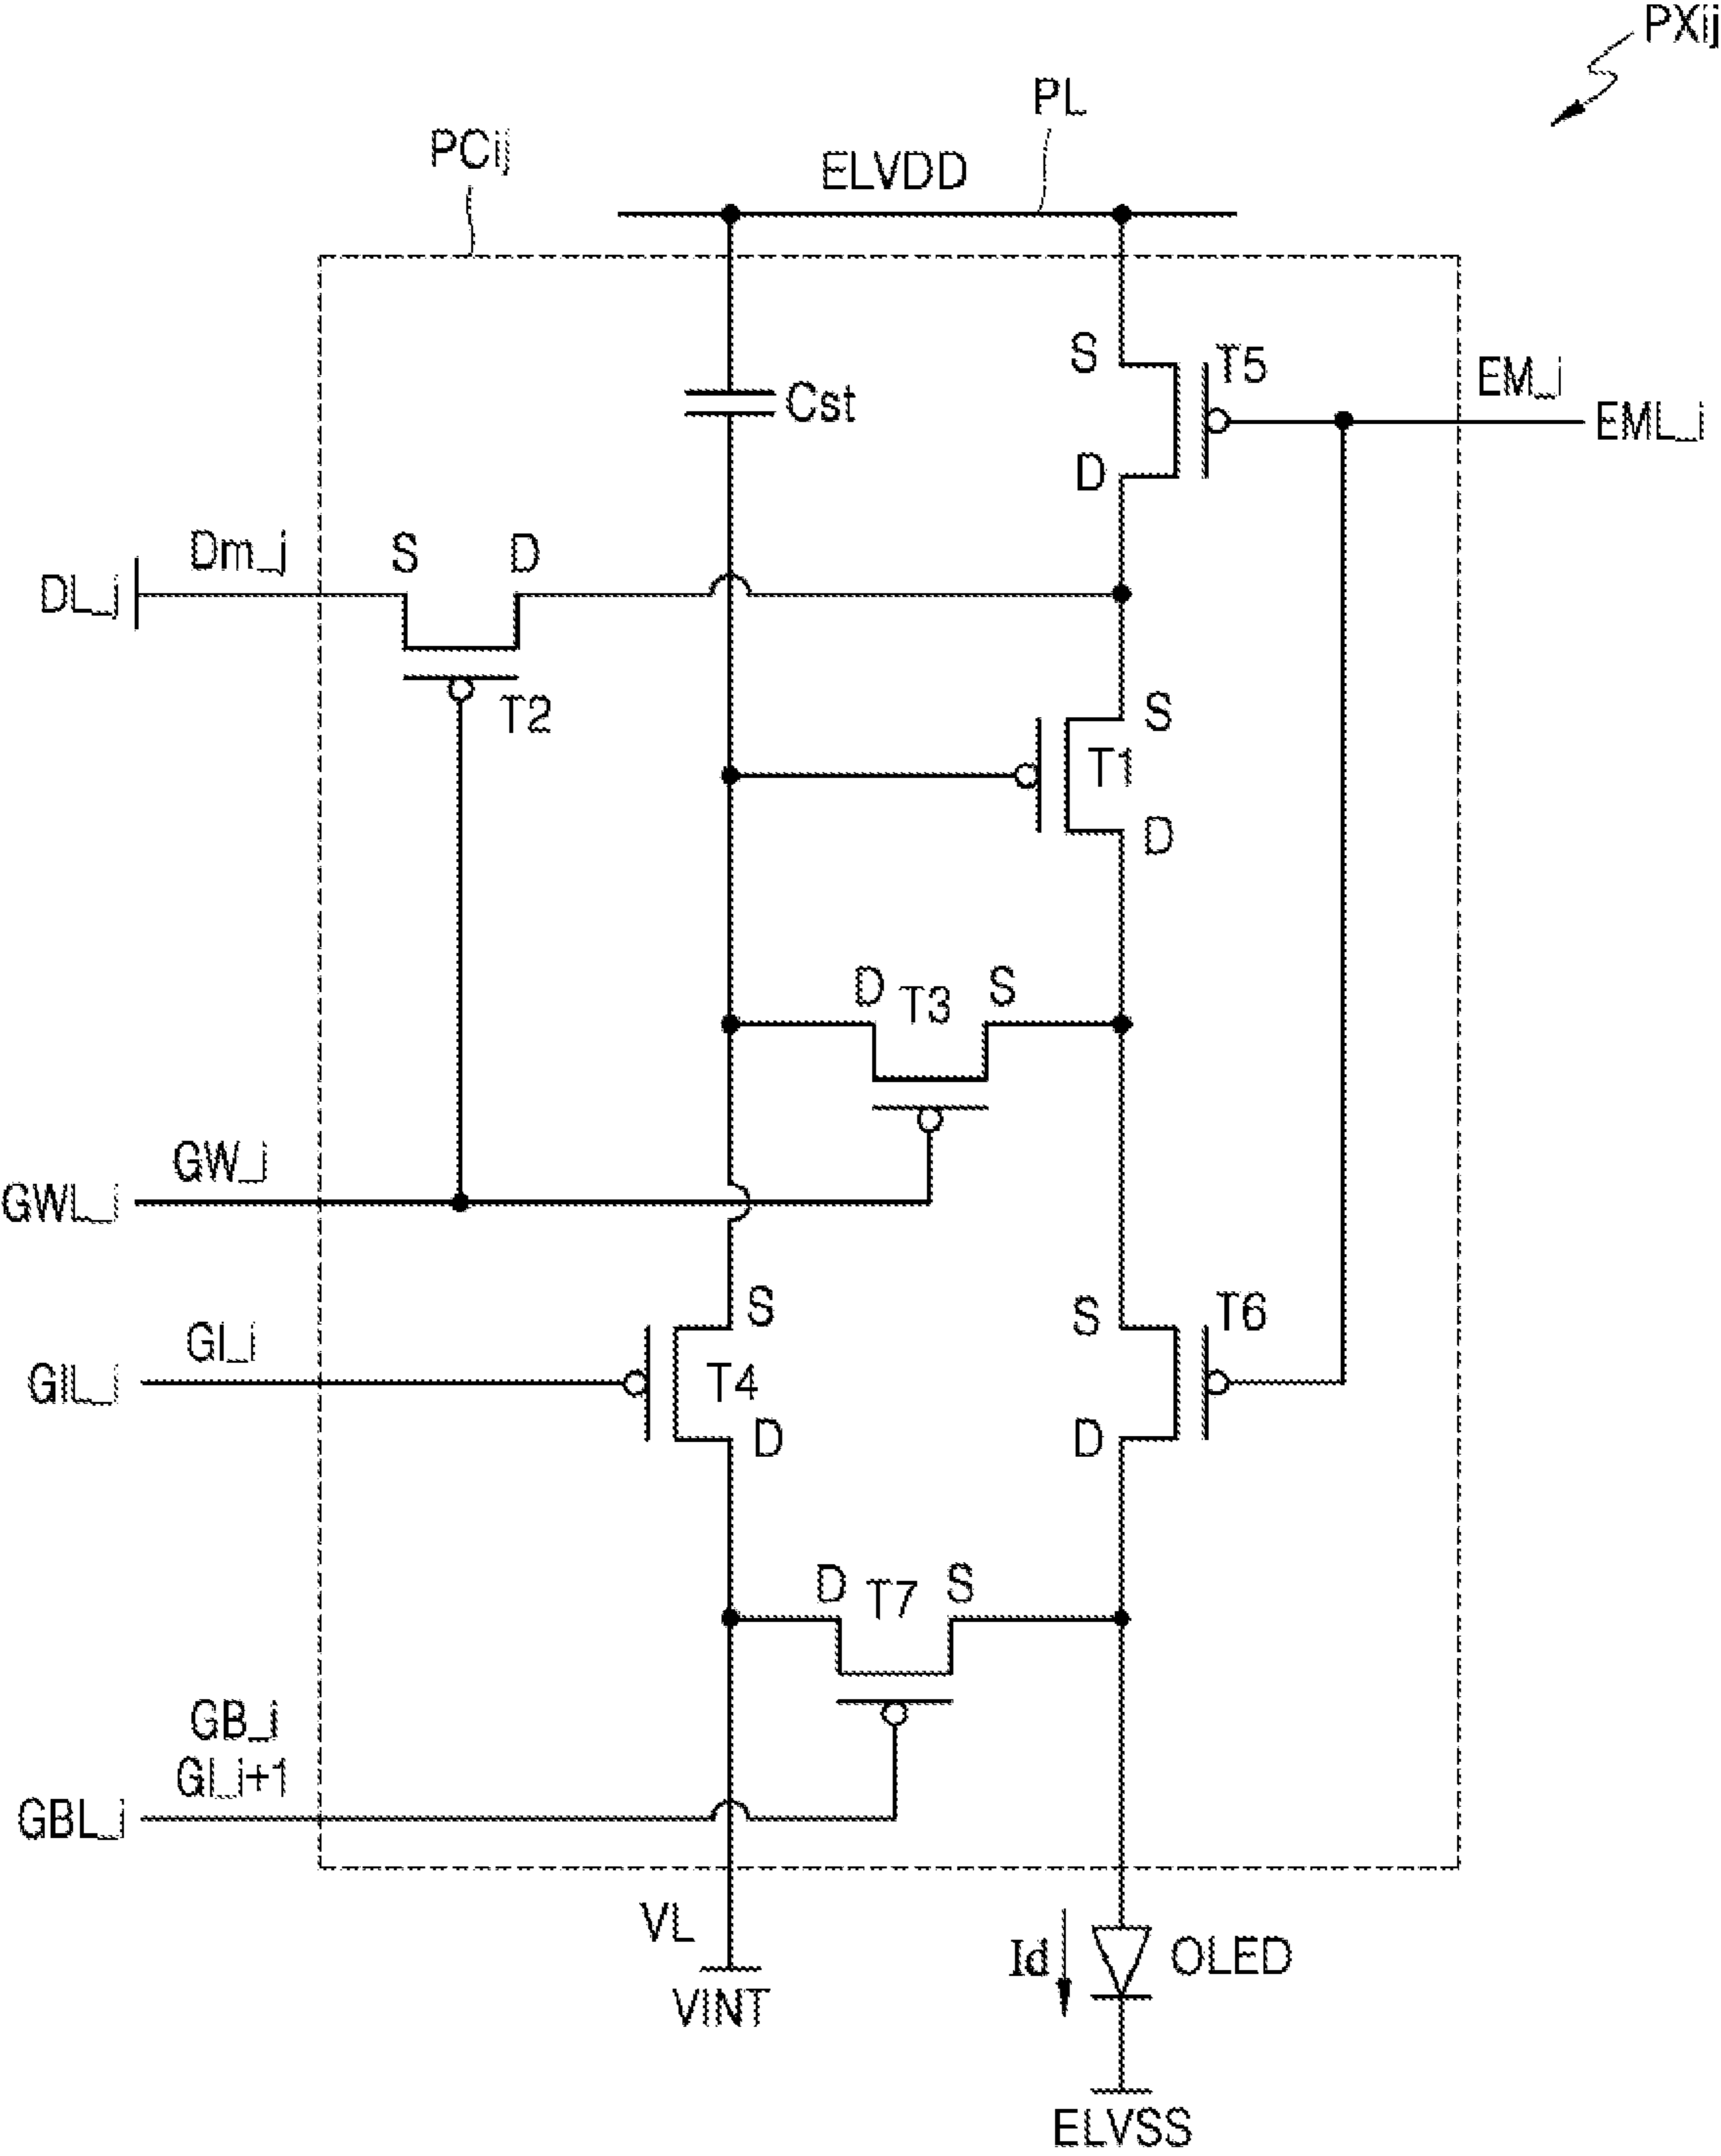 PXij
PL
PCij
ELVDD
S
T5
EM_i
EML_i
Cst
D
Dm_j
S
D
DL_j
T2
S
T1
D
D
T3
S
GW_i
GWL_i
S
S
T6
GI_i
GIL_i
T4
D
D
D
T7
S
GB_i
GI_i+1
GBL_i
VL
Id
OLED
VINT
ELVSS